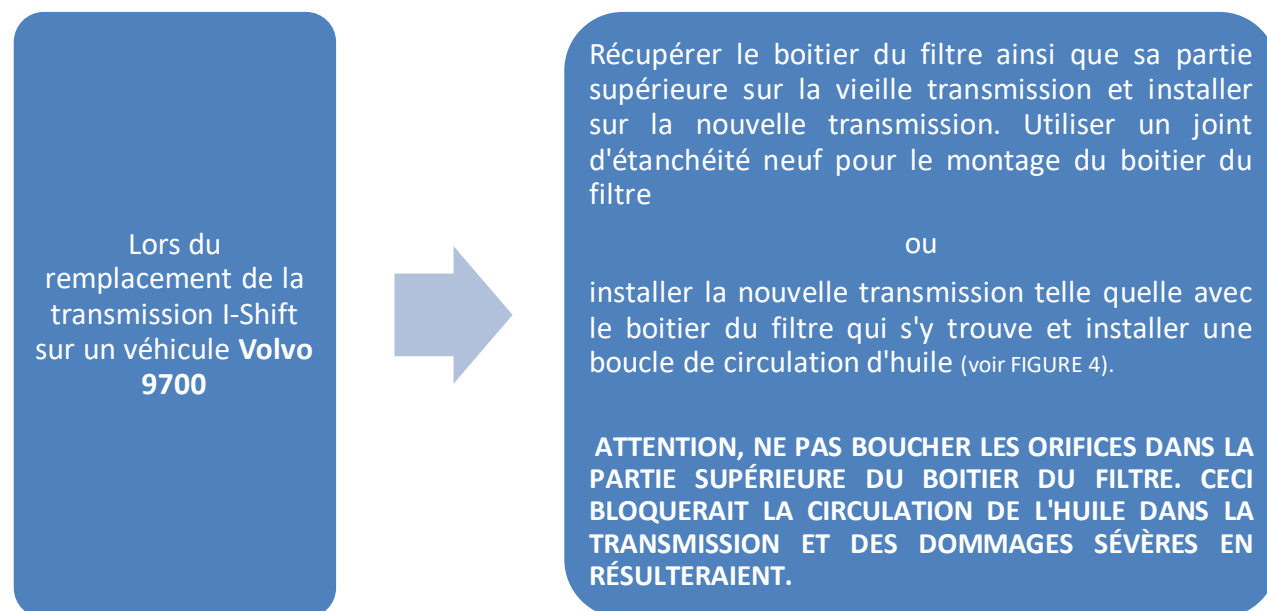 Lors du
remplacement de la
transmission I-Shift
sur un véhicule Volvo
9700
Récupérer le boitier du filtre ainsi que sa partie
supérieure sur la vieille transmission et installer
sur la nouvelle transmission. Utiliser un joint
d'étanchéité neuf pour le montage du boitier du
filtre
ou
installer la nouvelle transmission telle quelle avec
le boitier du filtre qui s'y trouve et installer une
boucle de circulation d'huile (voir FIGURE 4).
ATTENTION, NE PAS BOUCHER LES ORIFICES DANS LA
PARTIE SUPÉRIEURE DU BOITIER DU FILTRE. CECI
BLOQUERAIT LA CIRCULATION DE L'HUILE DANS LA
TRANSMISSION ET DES DOMMAGES SÉVÈRES EN
RÉSULTERAIENT.